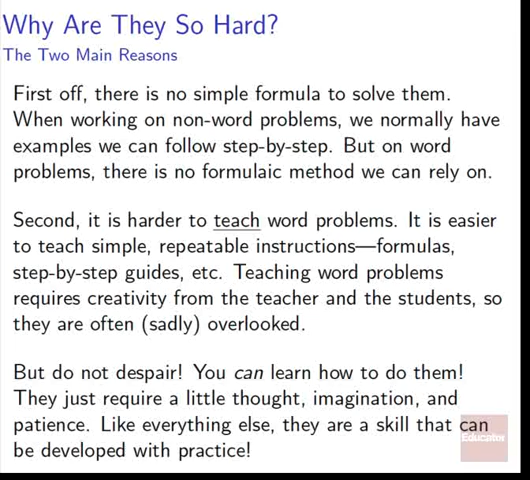 Why Are They So Hard?
The Two Main Reasons
First off, there is no simple formula to solve them.
When working on non-word problems, we normally have
examples we can follow step-by-step. But on word
problems, there is no formulaic method we can rely on.
Second, it is harder to teach word problems. It is easier
to teach simple, repeatable instructions—formulas,
step-by-step guides, etc. Teaching word problems
requires creativity from the teacher and the students, so
they are often (sadly) overlooked.
But do not despair! You can learn how to do them!
They just require a little thought, imagination, and
patience. Like everything else, they are a skill that can
be developed with practice!
Educator